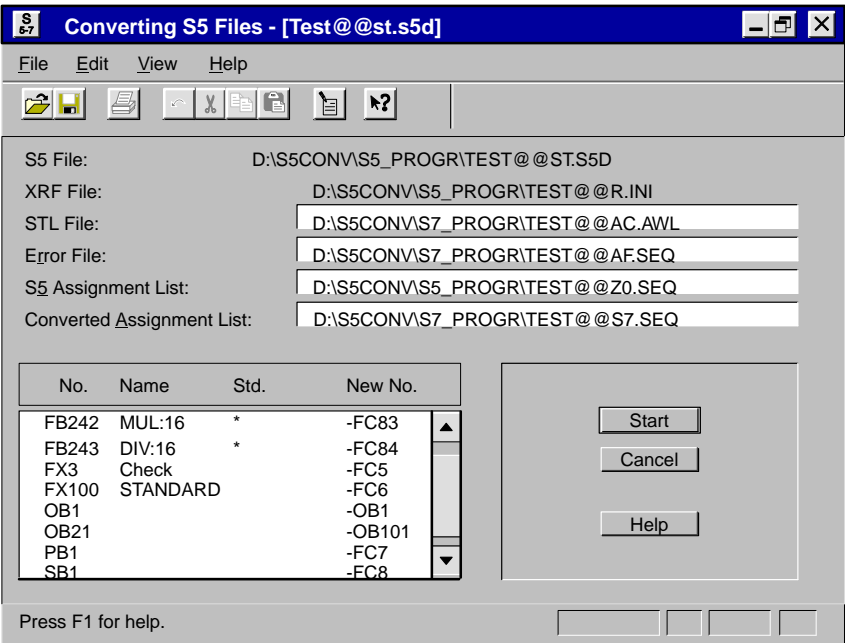 S
5-7
Converting S5 Files - [Test@@st.s5d]
File Edit View Help
S5 File: D:\S5CONV\S5_PROGR\TEST@@ST.S5D
XRF File: D:\S5CONV\S5_PROGR\TEST@@R.INI
STL File: D:\S5CONV\S7_PROGR\TEST@@AC.AWL
Error File: D:\S5CONV\S7_PROGR\TEST@@AF.SEQ
S5 Assignment List: D:\S5CONV\S5_PROGR\TEST@@Z0.SEQ
Converted Assignment List: D:\S5CONV\S7_PROGR\TEST@@S7.SEQ
No. Name Std. New No.
FB242 MUL:16 * -FC83
FB243 DIV:16 * -FC84
FX3 Check -FC5
FX100 STANDARD -FC6
OB1 -OB1
OB21 -OB101
PB1 -FC7
SB1 -FC8
Start
Cancel
Help
Press F1 for help.